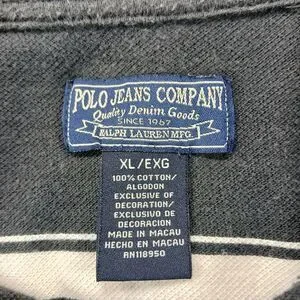 POLO JEANS COMPANY
Quality Denim Goods
SINCE 1967
RALPH LAUREN MFG.
XL/EXG
100% COTTON/
ALGODON
EXCLUSIVE OF
DECORATION/
EXCLUSIVO DE
DECORACION
MADE IN MACAU
HECHO EN MACAU
RN118950